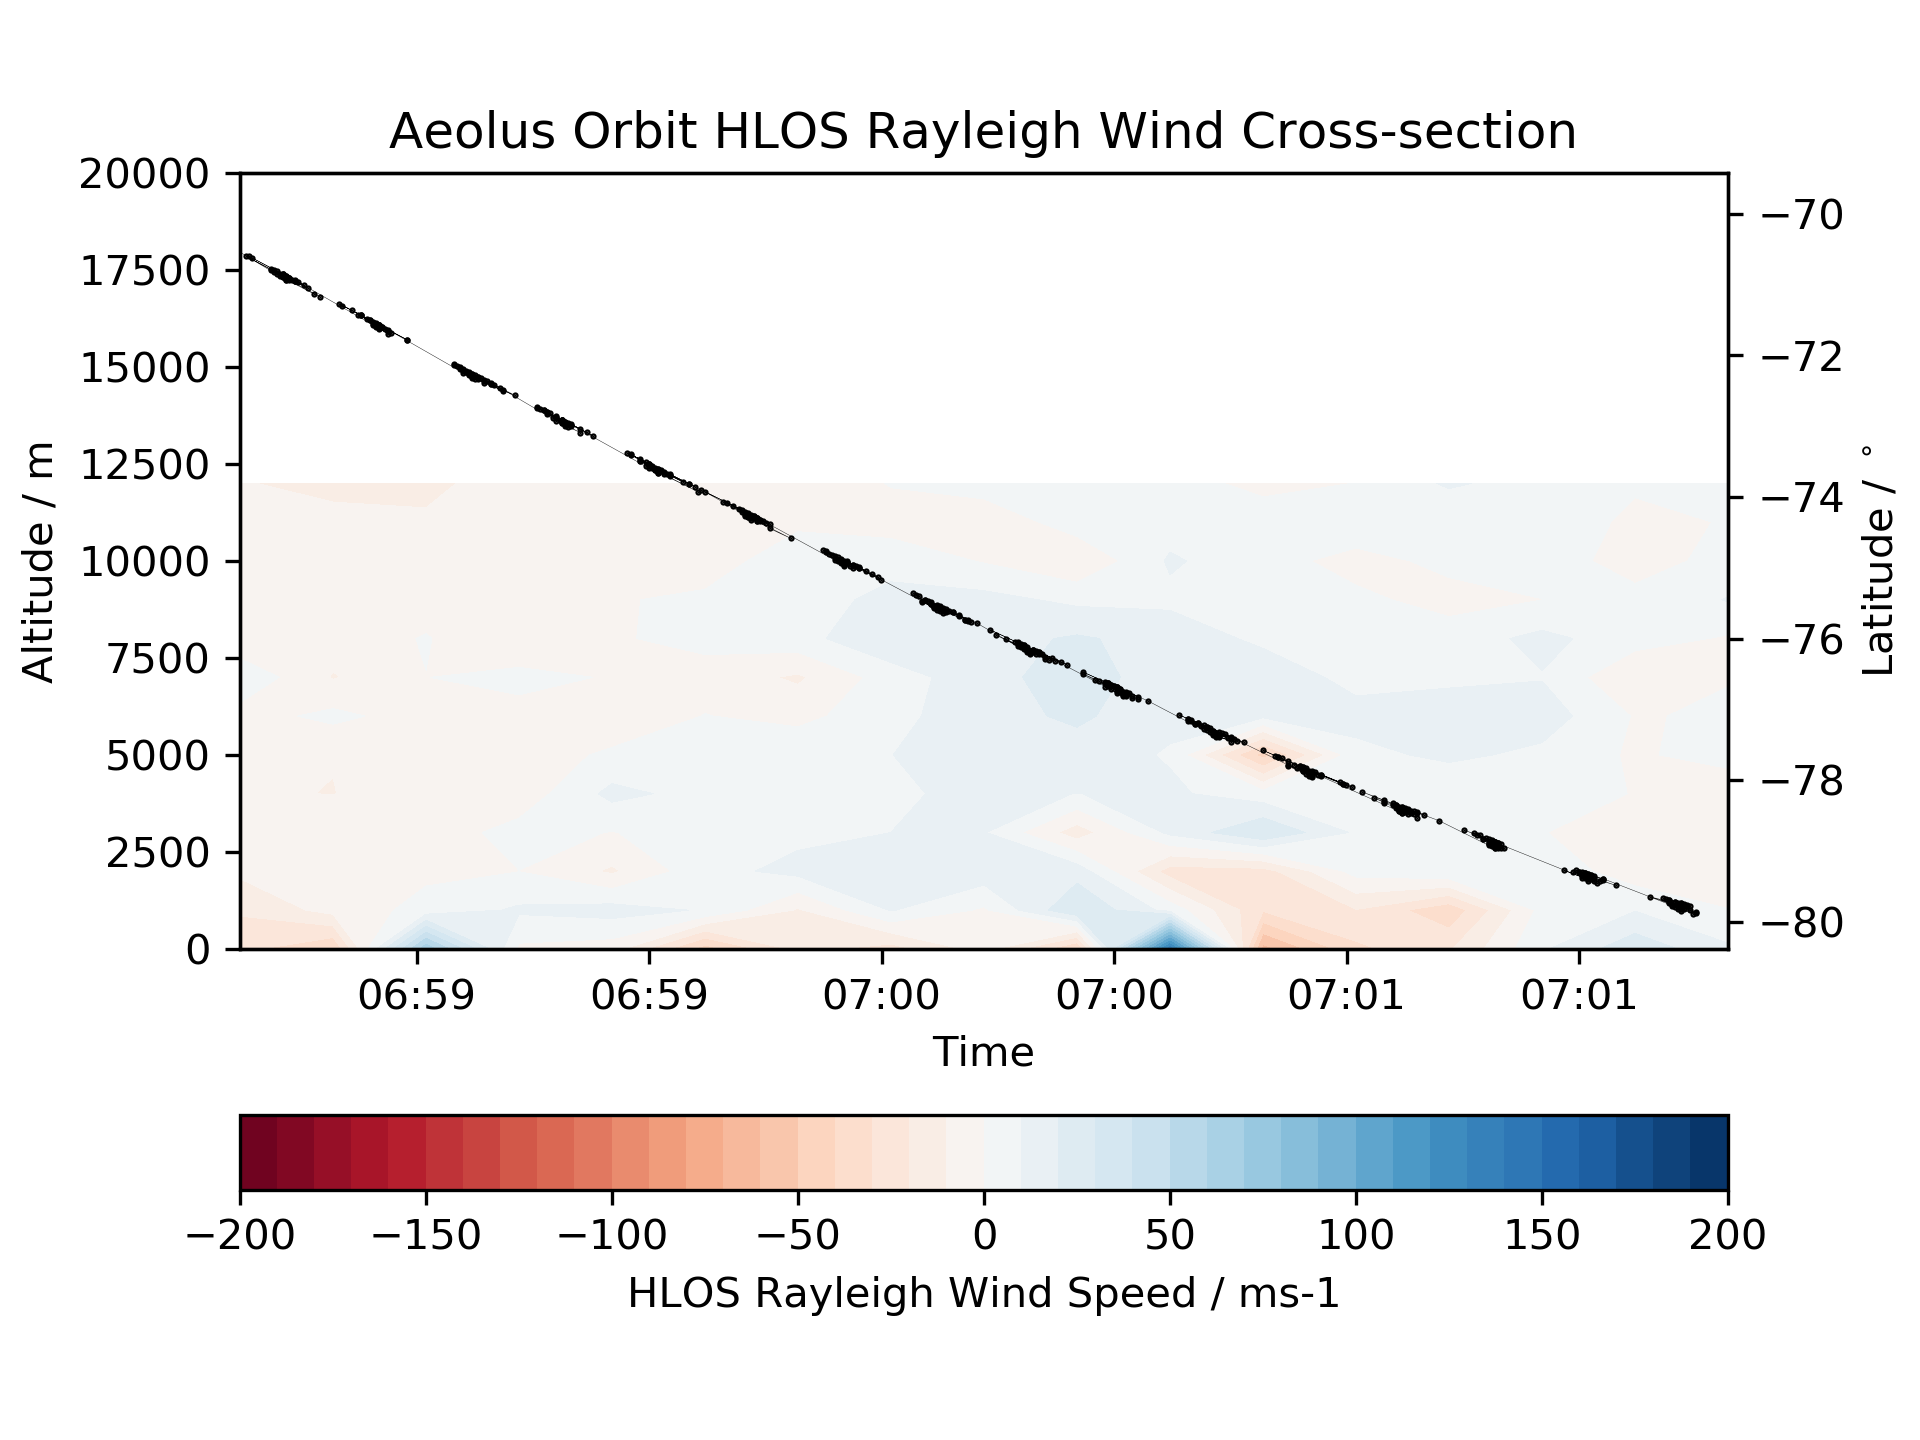 Aeolus Orbit HLOS Rayleigh Wind Cross-section
20000
17500
15000
12500
10000
7500
5000
2500
0
Altitude / m
−70
−72
−74
−76
−78
−80
Latitude / °
06:59 06:59 07:00 07:00 07:01 07:01
Time
−200 −150 −100 −50 0 50 100 150 200
HLOS Rayleigh Wind Speed / ms-1